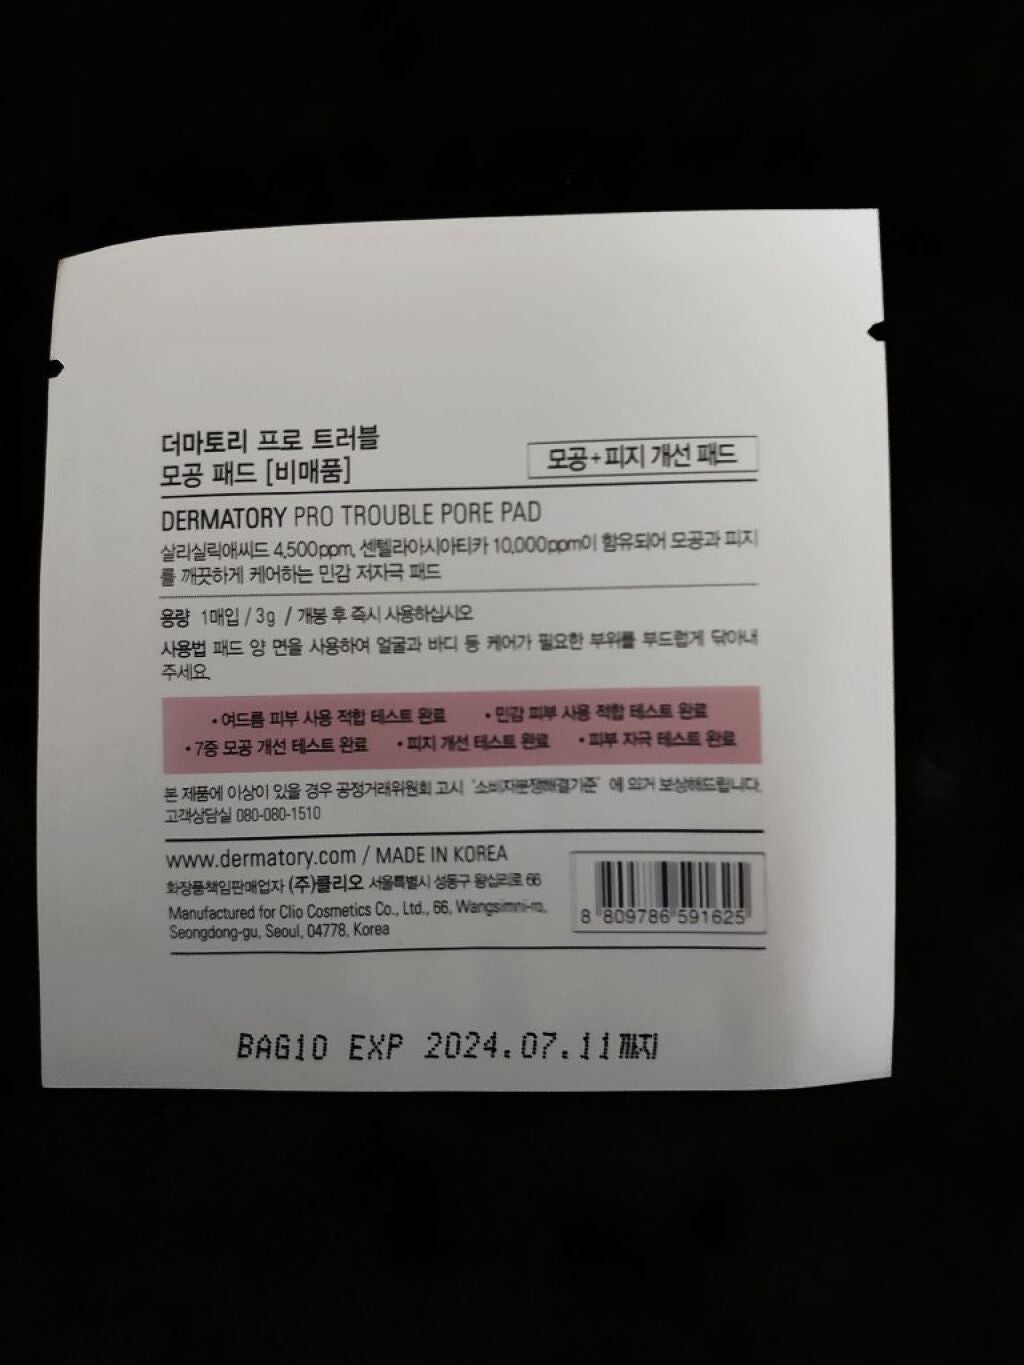 더마토리 프로 트러블
모공 패드 [비매품]
모공+피지 개선 패드
DERMATORY PRO TROUBLE PORE PAD
살리실릭애씨드 4,500ppm, 센텔라아시아티카 10,000ppm이 함유되어 모공과 피지
를 깨끗하게 케어하는 민감 저자극 패드
용량 1매입 / 3g / 개봉 후 즉시 사용하십시오
사용법 패드 양 면을 사용하여 얼굴과 바디 등 케어가 필요한 부위를 부드럽게 닦아내
주세요.
• 여드름 피부 사용 적합 테스트 완료 • 민감 피부 사용 적합 테스트 완료
• 7중 모공 개선 테스트 완료 • 피지 개선 테스트 완료 • 피부 자극 테스트 완료
본 제품에 이상이 있을 경우 공정거래위원회 고시 '소비자분쟁해결기준' 에 의거 보상해드립니다.
고객상담실 080-080-1510
www.dermatory.com / MADE IN KOREA
화장품책임판매업자 (주)클리오 서울특별시 성동구 왕십리로 66
Manufactured for Clio Cosmetics Co., Ltd., 66, Wangsimni-ro,
Seongdong-gu, Seoul, 04778, Korea
8 809786 591625
BAG10 EXP 2024.07.11까지